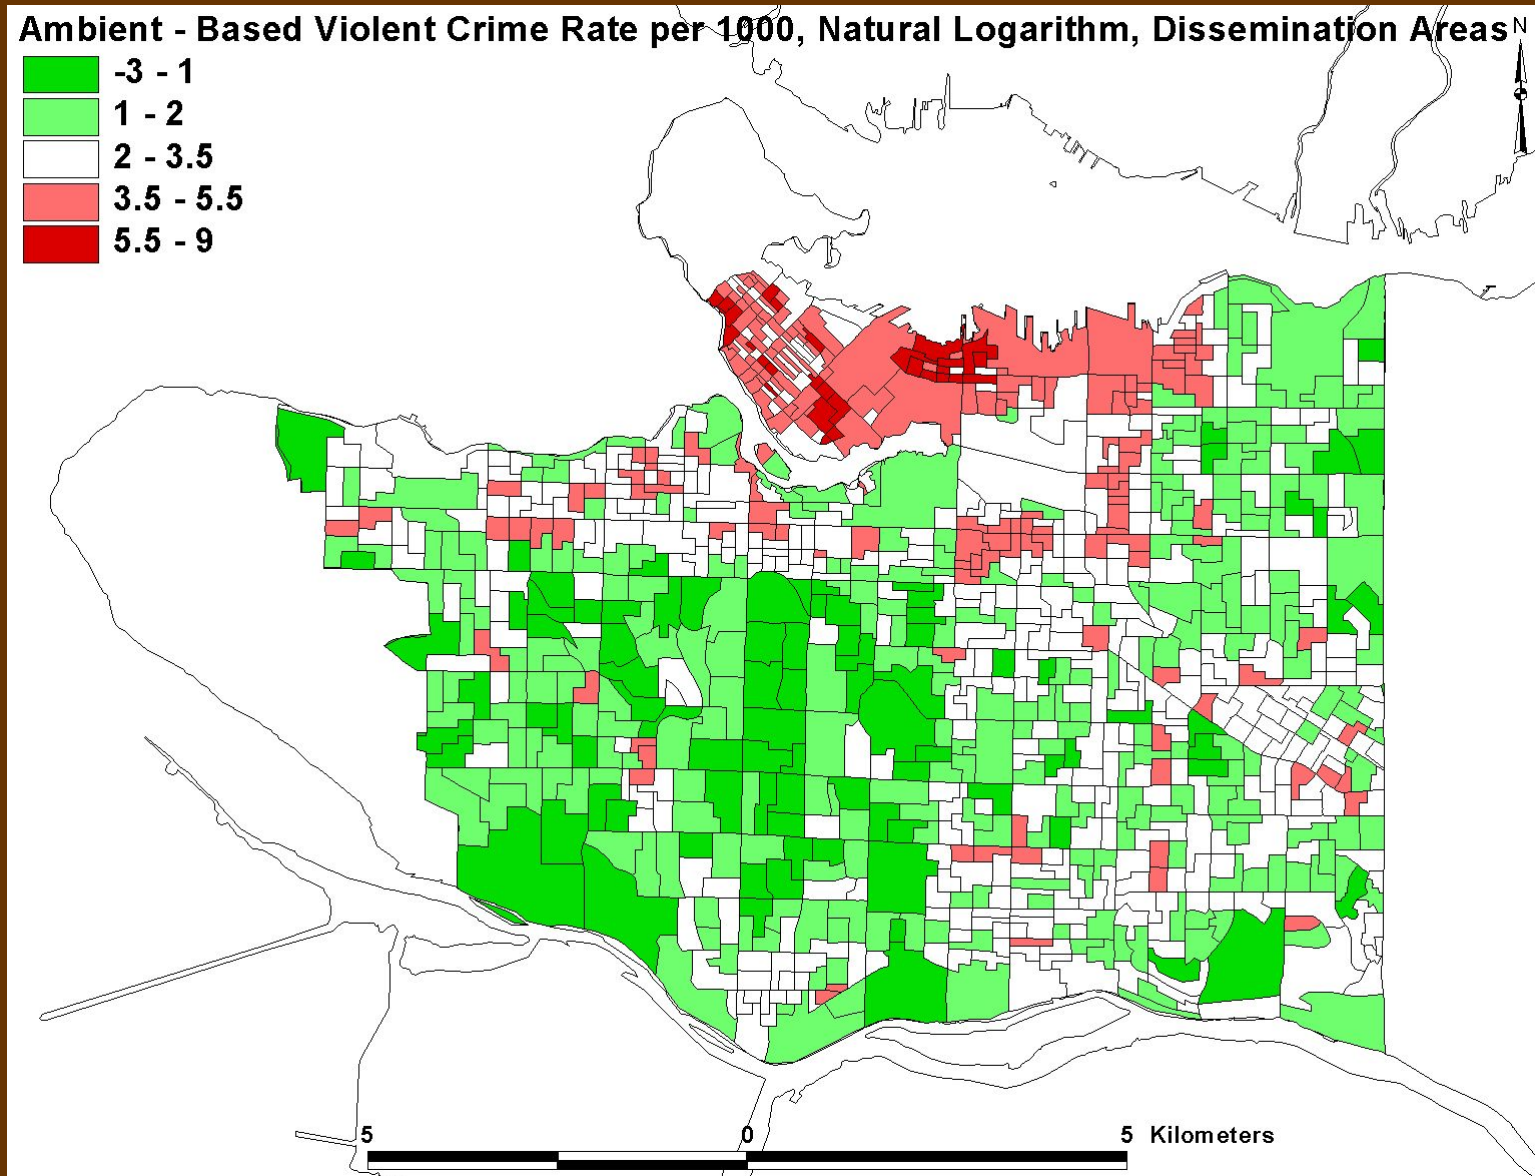 Ambient - Based Violent Crime Rate per 1000, Natural Logarithm, Dissemination Areas
N
-3 - 1
1 - 2
2 - 3.5
3.5 - 5.5
5.5 - 9
5 0 5 Kilometers